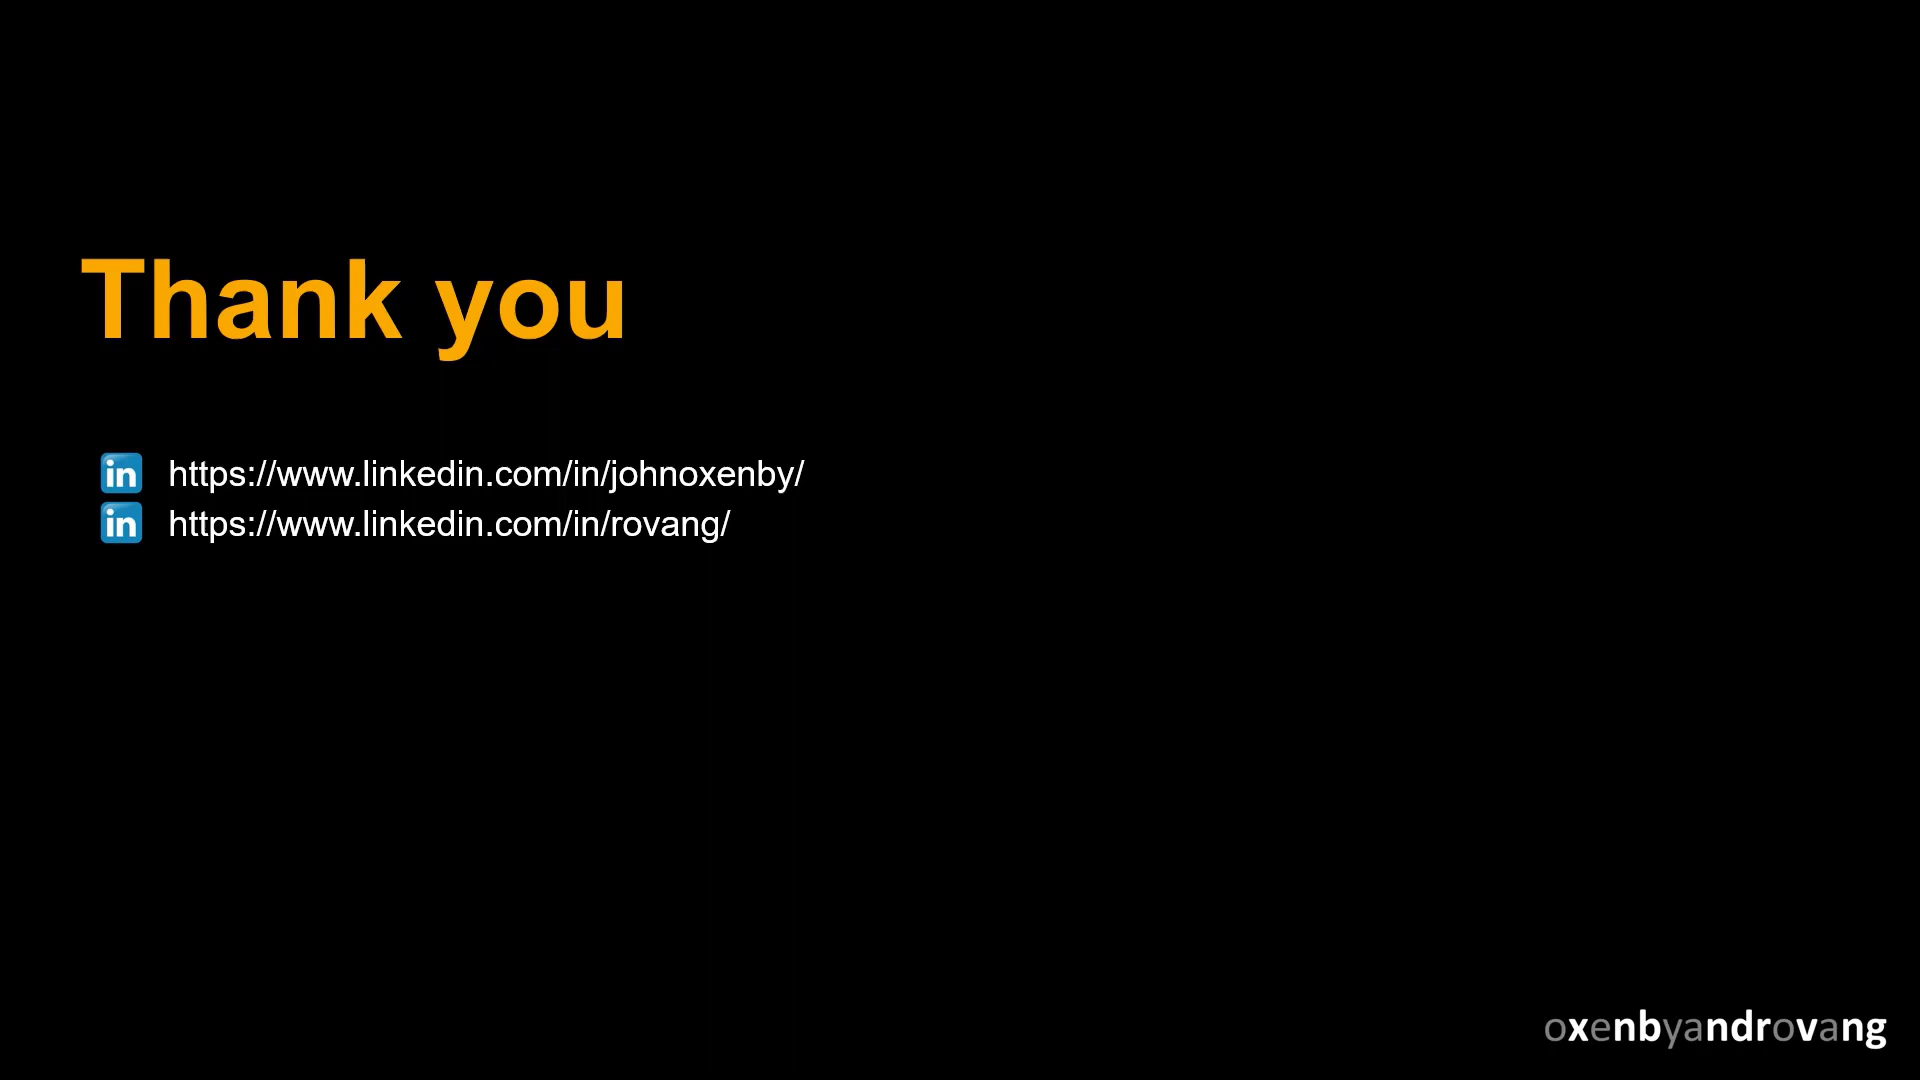 Thank you
in https://www.linkedin.com/in/johnoxenby/
in https://www.linkedin.com/in/rovang/
oxenbyandrovang